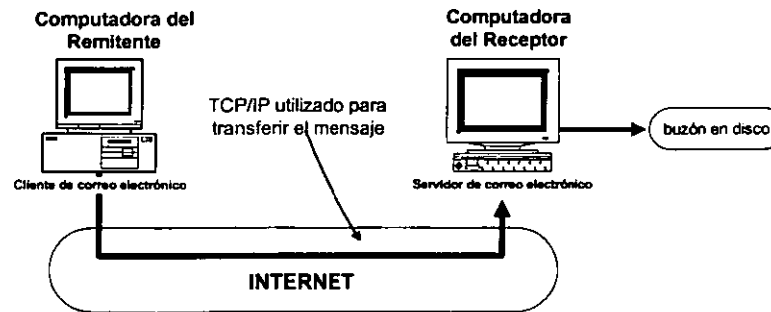 Computadora del
Remitente
Computadora
del Receptor
TCP/IP utilizado para
transferir el mensaje
buzón en disco
Cliente de correo electrónico
Servidor de correo electrónico
INTERNET